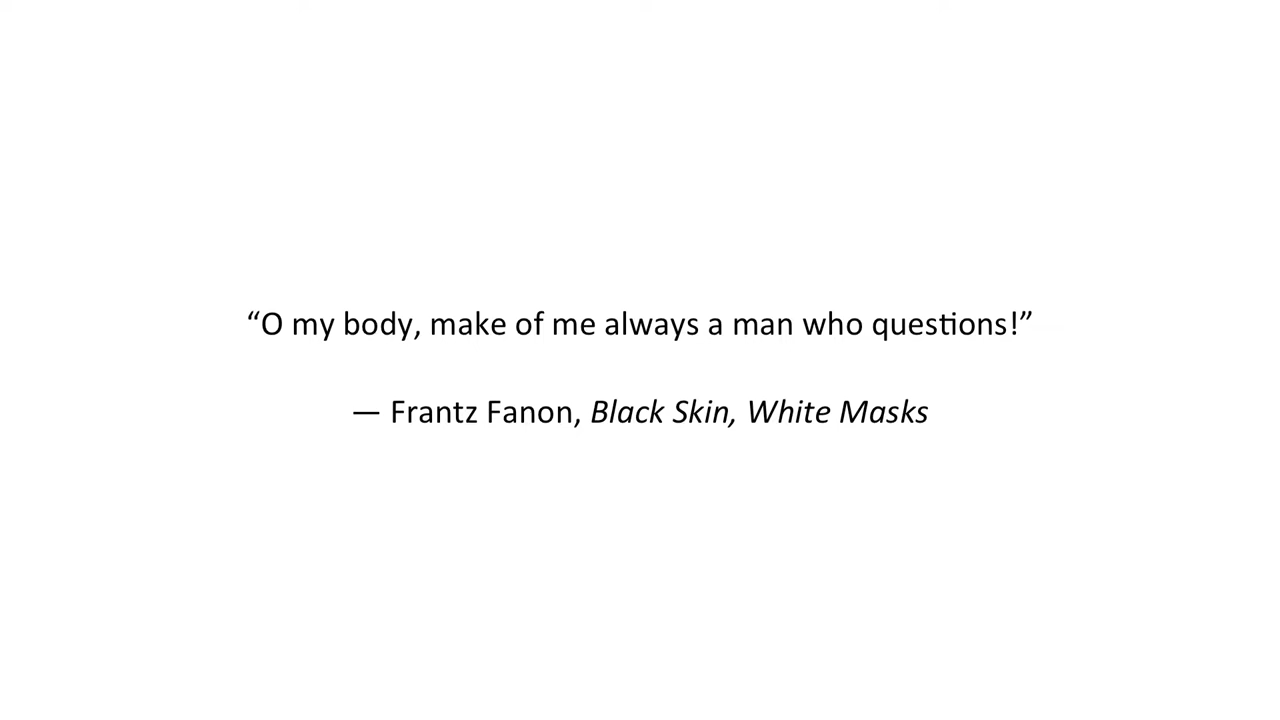 “O my body, make of me always a man who questions!”
— Frantz Fanon, Black Skin, White Masks